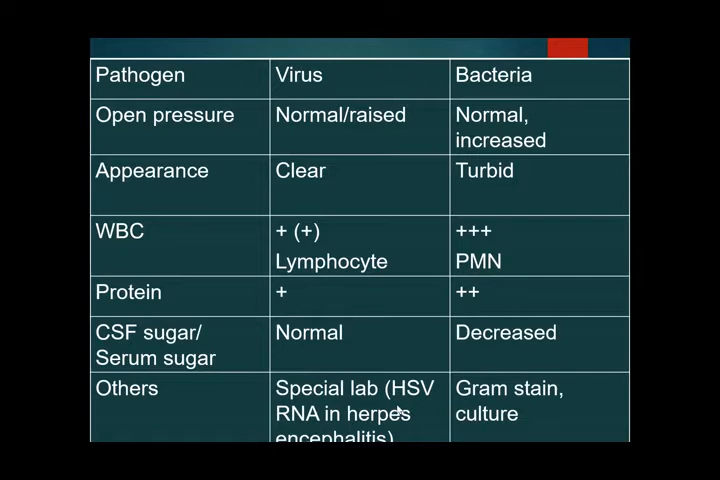 Pathogen Virus Bacteria
Open pressure Normal/raised Normal,
increased
Appearance Clear Turbid
WBC + (+) +++
Lymphocyte PMN
Protein + ++
CSF sugar/ Normal Decreased
Serum sugar
Others Special lab (HSV Gram stain,
RNA in herpes culture
encephalitis)